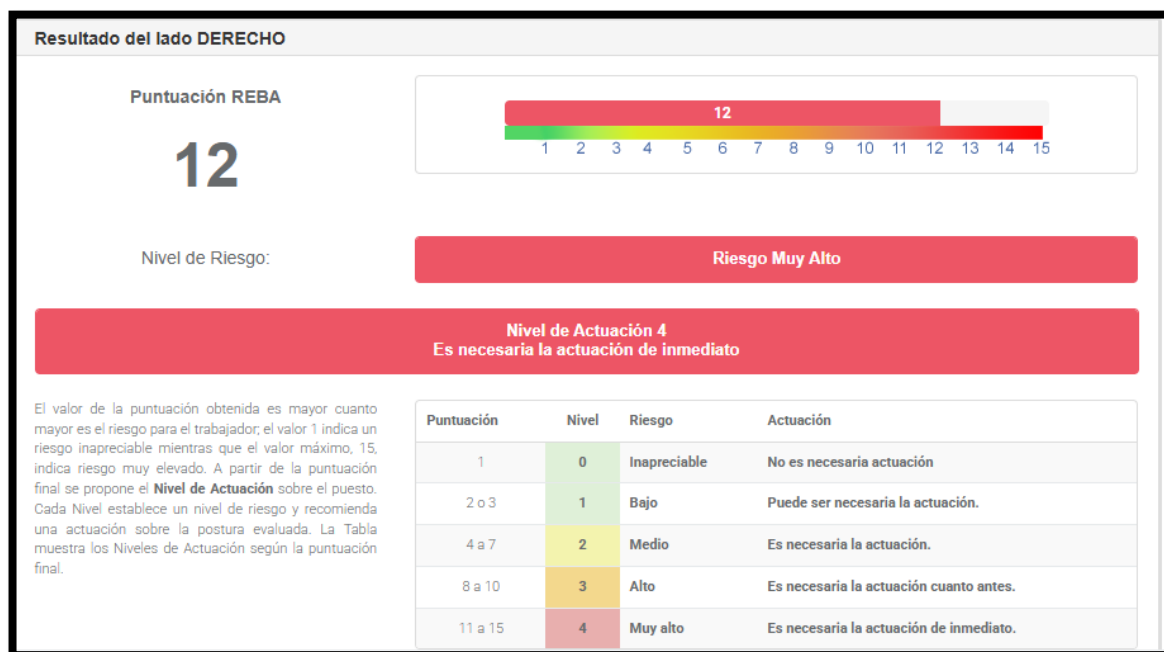 Resultado del lado DERECHO
Puntuación REBA
12
12
1 2 3 4 5 6 7 8 9 10 11 12 13 14 15
Nivel de Riesgo:
Riesgo Muy Alto
Nivel de Actuación 4
Es necesaria la actuación de inmediato
El valor de la puntuación obtenida es mayor cuanto
mayor es el riesgo para el trabajador; el valor 1 indica un
riesgo inapreciable mientras que el valor máximo, 15,
indica riesgo muy elevado. A partir de la puntuación
final se propone el Nivel de Actuación sobre el puesto.
Cada Nivel establece un nivel de riesgo y recomienda
una actuación sobre la postura evaluada. La Tabla
muestra los Niveles de Actuación según la puntuación
final.
Puntuación Nivel Riesgo Actuación
1 0 Inapreciable No es necesaria actuación
2 o 3 1 Bajo Puede ser necesaria la actuación.
4 a 7 2 Medio Es necesaria la actuación.
8 a 10 3 Alto Es necesaria la actuación cuanto antes.
11 a 15 4 Muy alto Es necesaria la actuación de inmediato.